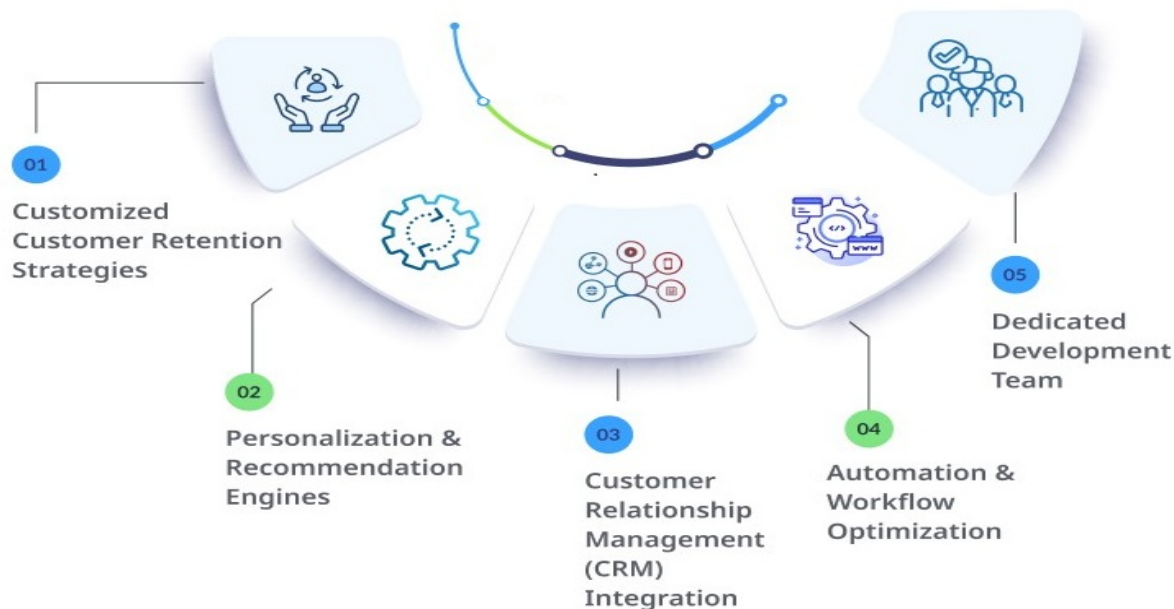 01
Customized
Customer Retention
Strategies
02
Personalization &
Recommendation
Engines
03
Customer
Relationship
Management
(CRM)
Integration
04
Automation &
Workflow
Optimization
05
Dedicated
Development
Team
</>
www